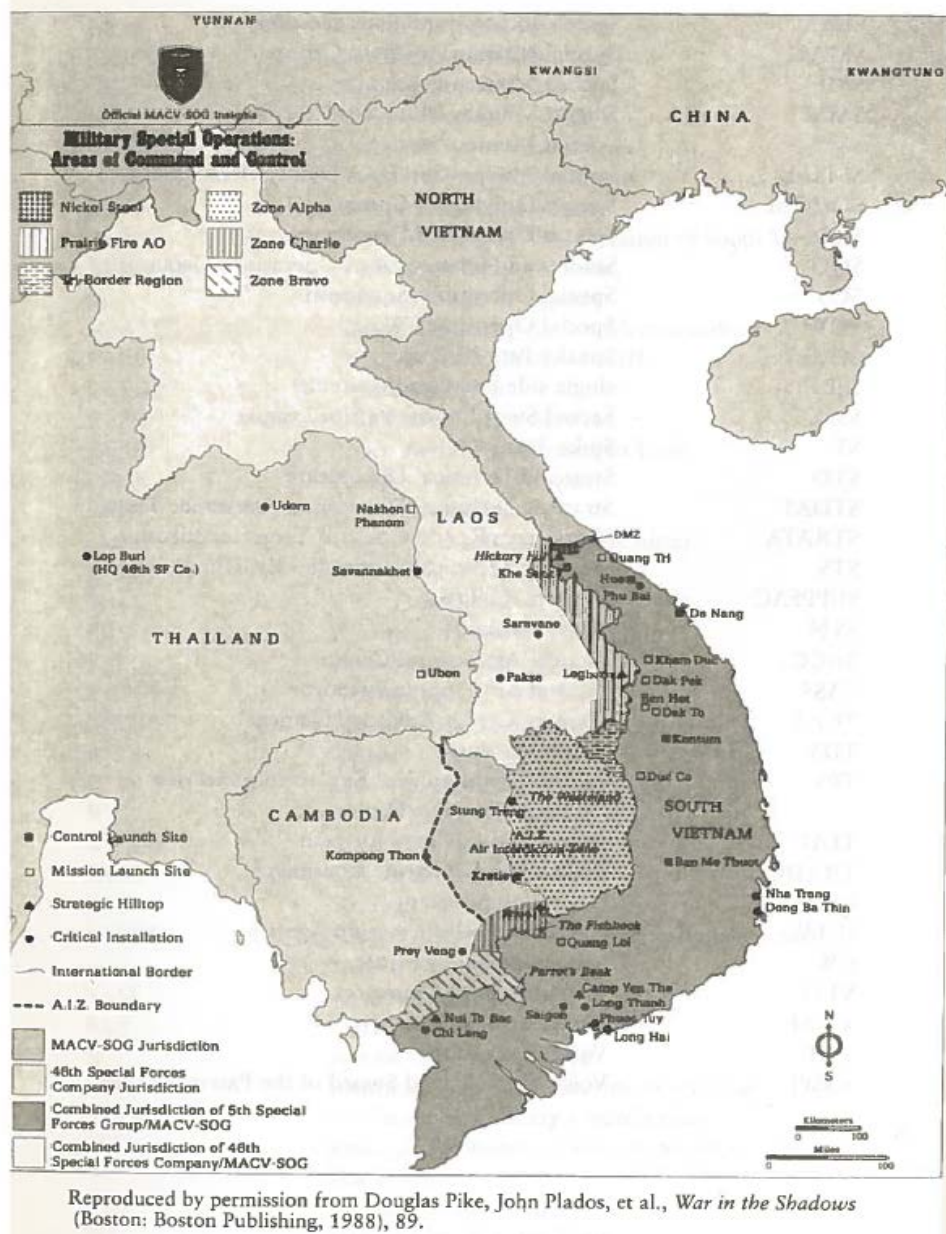 YUNNAN
KWANGSI
KWANGTUNG
Official MACV-SOG Insignia
CHINA
Military Special Operations:
Areas of Command and Control
Nickel Steel
Zone Alpha
Prairie Fire AO
Zone Charlie
Tri-Border Region
Zone Bravo
NORTH
VIETNAM
LAOS
Udorn
Nakhon
Phanom
DMZ
Lop Buri
(HQ 46th SF Co.)
Hickory Hill
Quang Tri
Savannakhet
Khe Sanh
Hue
Phu Bai
Da Nang
Saravane
THAILAND
Kham Duc
Ubon
Pakse
Leghorn
Dak Pek
Ben Het
Dak To
Kontum
Duc Co
The Wasteland
Stung Treng
CAMBODIA
SOUTH
VIETNAM
A.I.Z.
Air Interdiction Zone
Kompong Thon
Ban Me Thuot
Kratie
Nha Trang
Dong Ba Thin
The Fishhook
Quang Loi
Prey Veng
Parrot's Beak
Camp Yen The
Saigon
Long Thanh
Nui Ta Bec
Phuoc Tuy
Chi Lang
Long Hai
Control Launch Site
Mission Launch Site
Strategic Hilltop
Critical Installation
International Border
A.I.Z. Boundary
MACV-SOG Jurisdiction
46th Special Forces
Company Jurisdiction
Combined Jurisdiction of 5th Special
Forces Group/MACV-SOG
Combined Jurisdiction of 46th
Special Forces Company/MACV-SOG
N
S
Kilometers
0 100
Miles
0 100
Reproduced by permission from Douglas Pike, John Plados, et al., War in the Shadows
(Boston: Boston Publishing, 1988), 89.